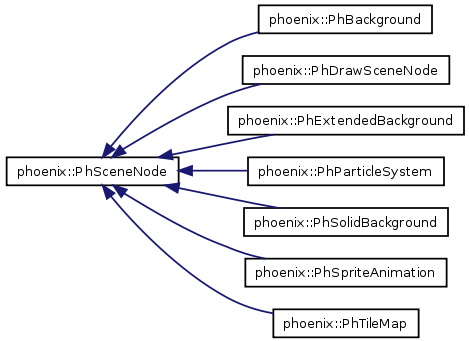 phoenix::PhBackground
phoenix::PhDrawSceneNode
phoenix::PhExtendedBackground
phoenix::PhSceneNode
phoenix::PhParticleSystem
phoenix::PhSolidBackground
phoenix::PhSpriteAnimation
phoenix::PhTileMap